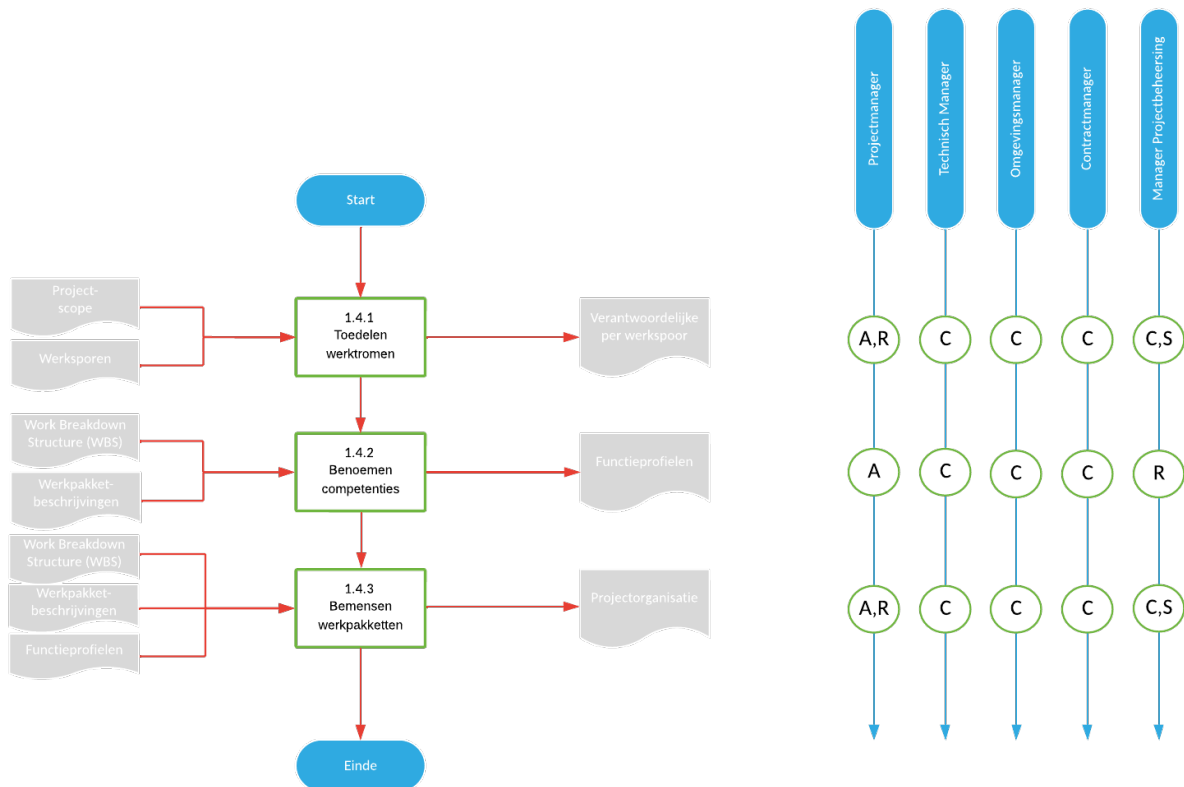 Projectmanager
Technisch Manager
Omgevingsmanager
Contractmanager
Manager Projectbeheersing
Start
Project-
scope
Werksporen
1.4.1
Toedelen
werktromen
Verantwoordelijke
per werkspoor
A,R
C
C
C
C,S
Work Breakdown
Structure (WBS)
Werkpakket-
beschrijvingen
1.4.2
Benoemen
competenties
Functieprofielen
A
C
C
C
R
Work Breakdown
Structure (WBS)
Werkpakket-
beschrijvingen
Functieprofielen
1.4.3
Bemensen
werkpakketten
Projectorganisatie
A,R
C
C
C
C,S
Einde